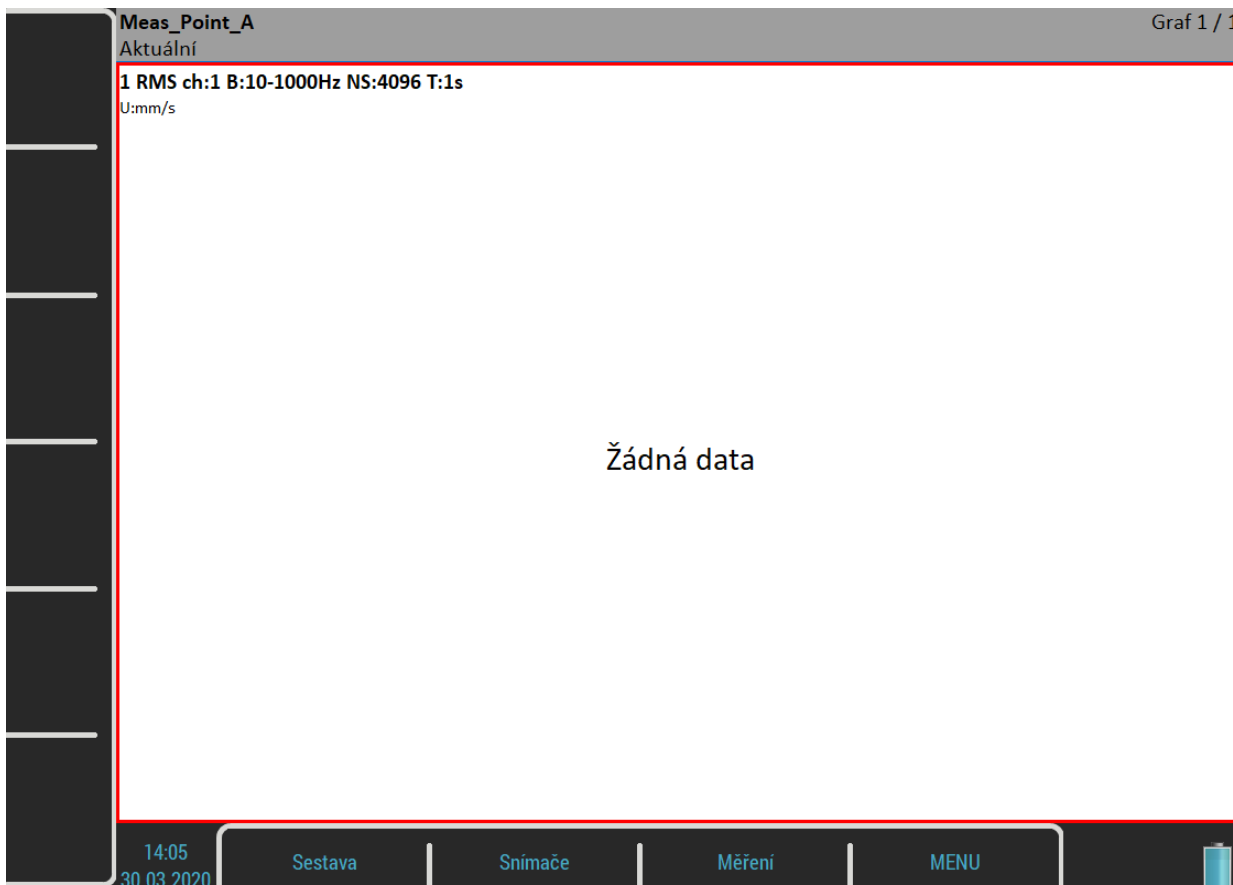 Meas_Point_A
Graf 1 / 1
Aktuální
1 RMS ch:1 B:10-1000Hz NS:4096 T:1s
U:mm/s
Žádná data
14:05
30.03.2020
Sestava
Snímače
Měření
MENU